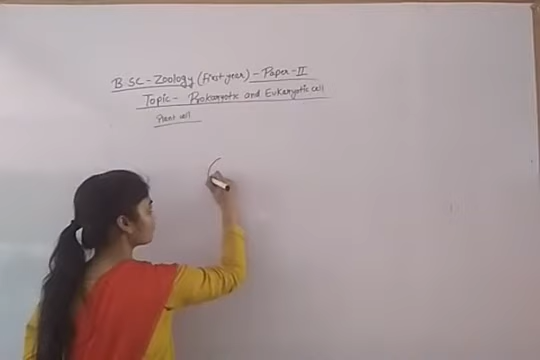 B.SC - Zoology (First year) - Paper - II
Topic - Prokaryotic and Eukaryotic cell
Plant cell